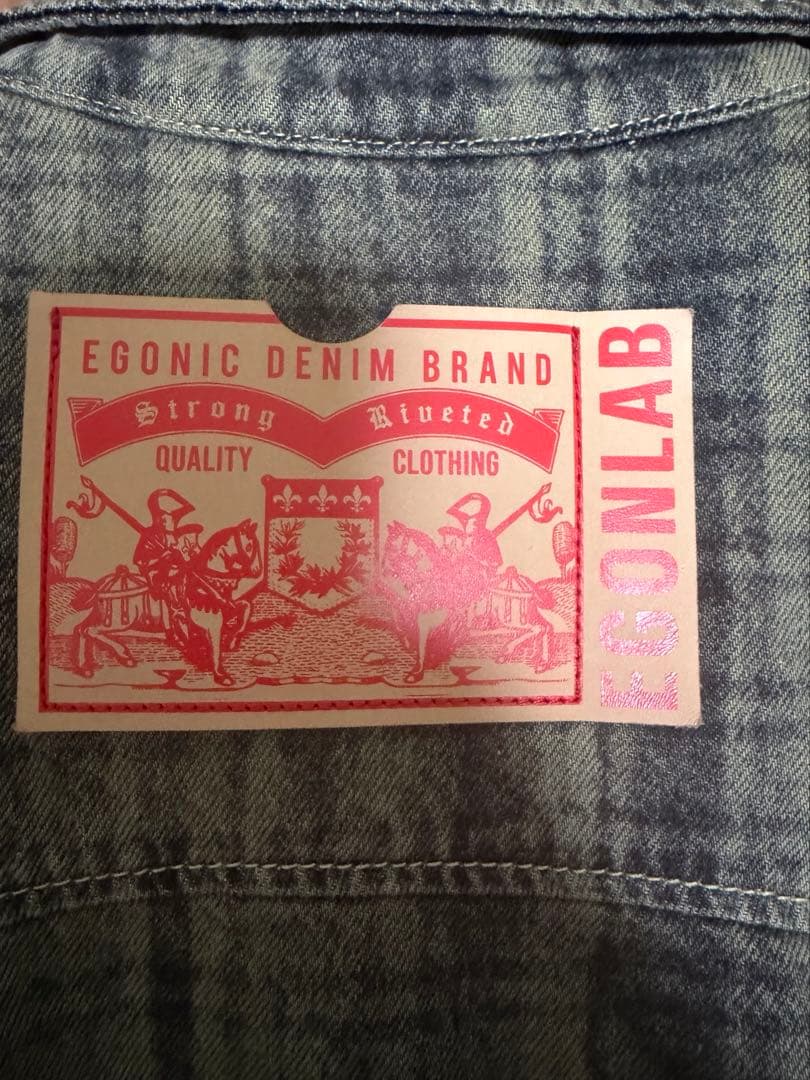 EGONIC DENIM BRAND
Strong Riveted
QUALITY CLOTHING
EGONLAB